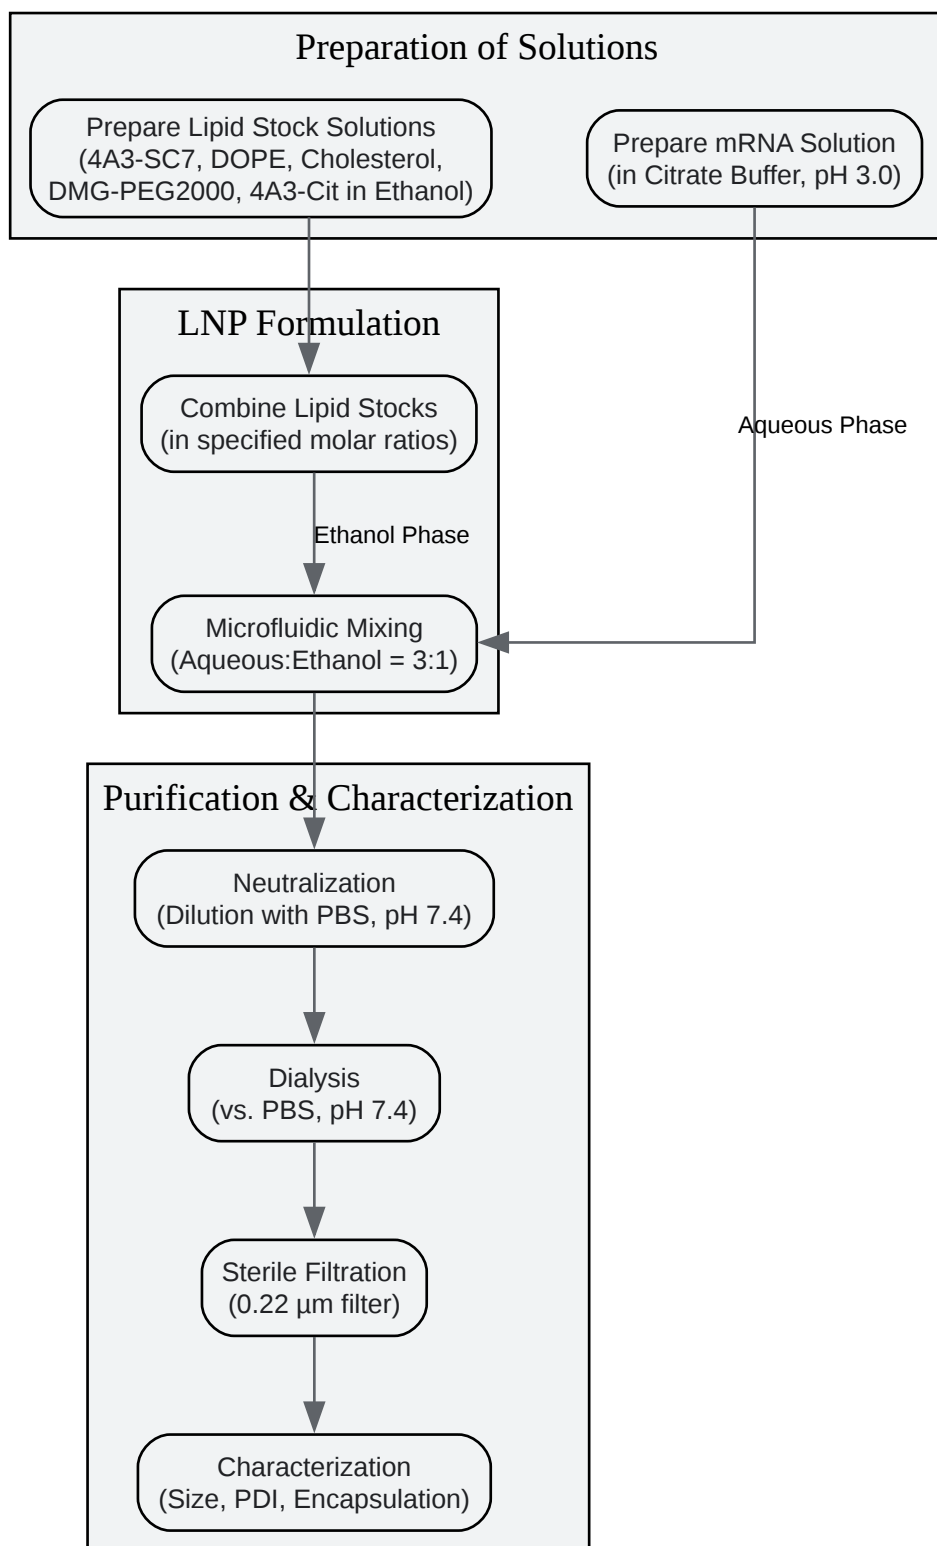 Preparation of Solutions
Prepare Lipid Stock Solutions
(4A3-SC7, DOPE, Cholesterol,
DMG-PEG2000, 4A3-Cit in Ethanol)
Prepare mRNA Solution
(in Citrate Buffer, pH 3.0)
LNP Formulation
Combine Lipid Stocks
(in specified molar ratios)
Aqueous Phase
Ethanol Phase
Microfluidic Mixing
(Aqueous:Ethanol = 3:1)
Purification & Characterization
Neutralization
(Dilution with PBS, pH 7.4)
Dialysis
(vs. PBS, pH 7.4)
Sterile Filtration
(0.22 µm filter)
Characterization
(Size, PDI, Encapsulation)